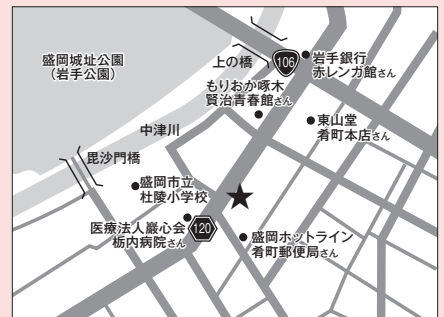 盛岡城址公園
（岩手公園）
上の橋
106
岩手銀行
赤レンガ館さん
もりおか啄木
賢治青春館さん
東山堂
肴町本店さん
中津川
毘沙門橋
盛岡市立
杜陵小学校
医療法人巖心会
栃内病院さん
120
盛岡ホットライン
肴町郵便局さん